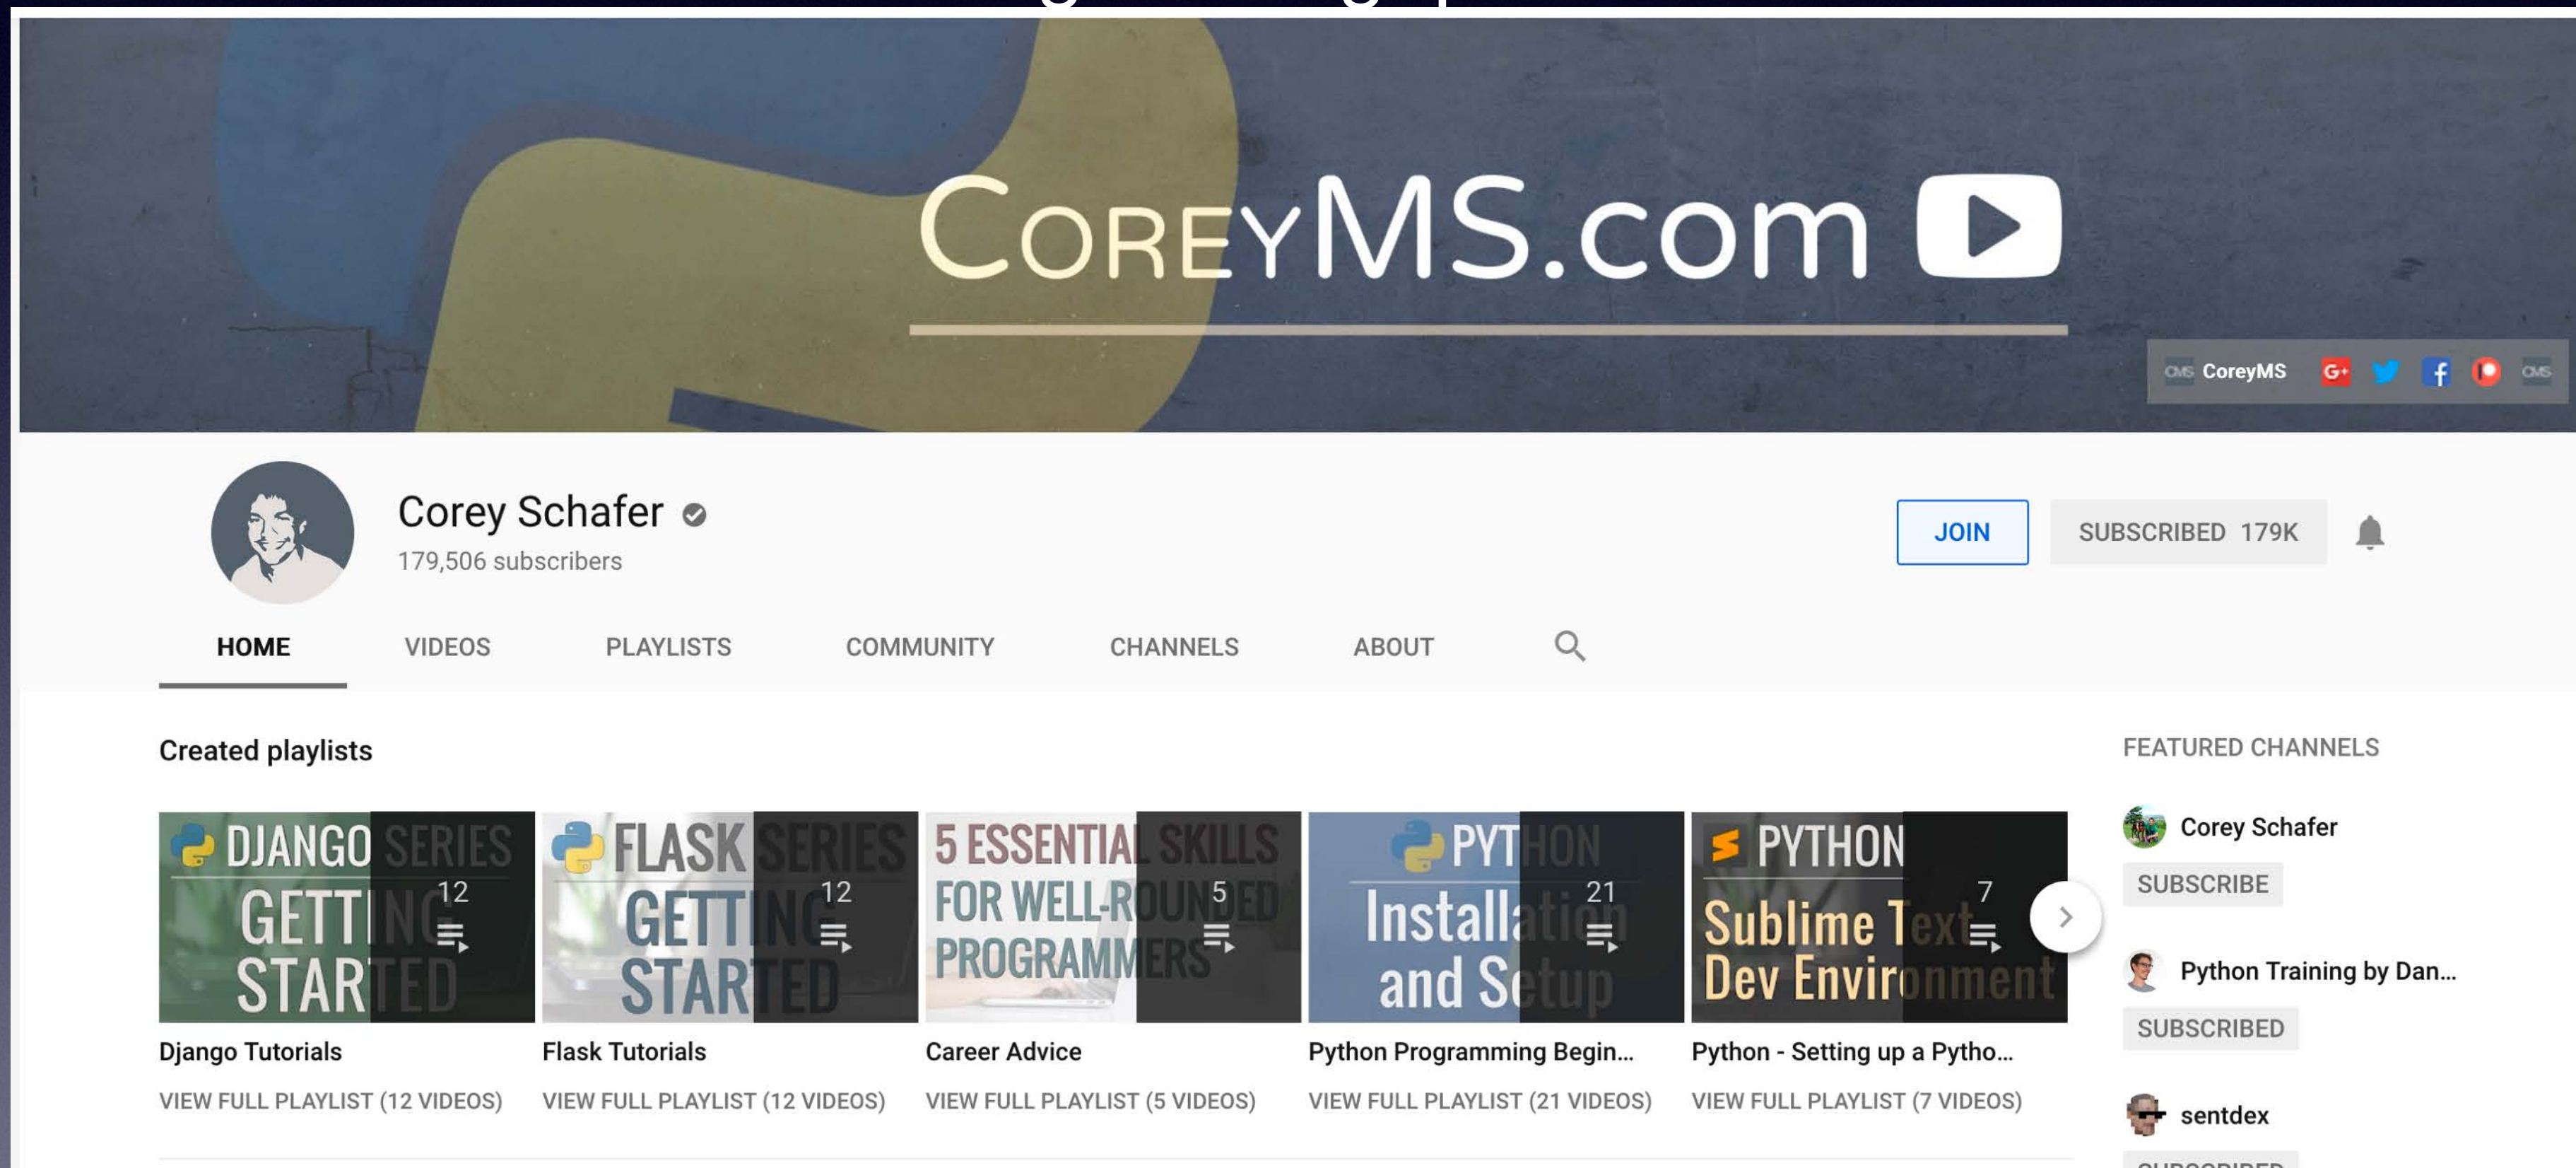 CoreyMS.com
CMS CoreyMS G+ CMS
Corey Schafer
179,506 subscribers
JOIN
SUBSCRIBED 179K
HOME VIDEOS PLAYLISTS COMMUNITY CHANNELS ABOUT
Created playlists
DJANGO SERIES
GETTING
STARTED
12
FLASK SERIES
GETTING
STARTED
12
5 ESSENTIAL SKILLS
FOR WELL-ROUNDED
PROGRAMMERS
5
PYTHON
Installation
and Setup
21
PYTHON
Sublime Text
Dev Environment
7
Django Tutorials
VIEW FULL PLAYLIST (12 VIDEOS)
Flask Tutorials
VIEW FULL PLAYLIST (12 VIDEOS)
Career Advice
VIEW FULL PLAYLIST (5 VIDEOS)
Python Programming Begin...
VIEW FULL PLAYLIST (21 VIDEOS)
Python - Setting up a Pytho...
VIEW FULL PLAYLIST (7 VIDEOS)
FEATURED CHANNELS
Corey Schafer
SUBSCRIBE
Python Training by Dan...
SUBSCRIBED
sentdex
SUBSCRIBED